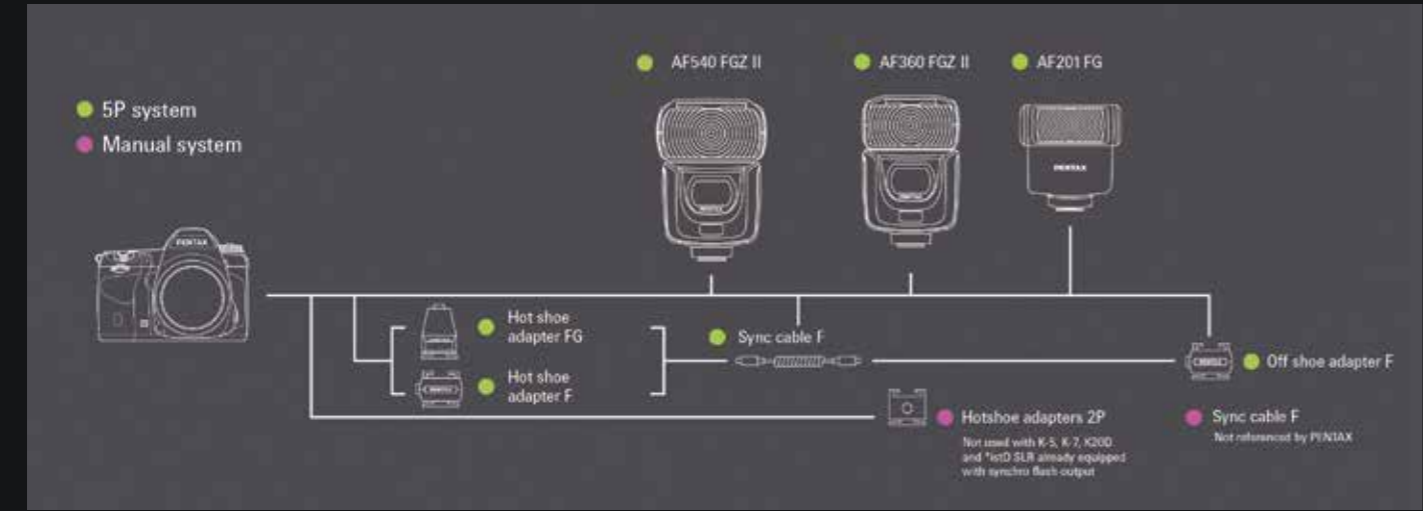 AF540 FGZ II
AF360 FGZ II
AF201 FG
5P system
Manual system
PENTAX
PENTAX
Hot shoe
adapter FG
Hot shoe
adapter F
Sync cable F
Off shoe adapter F
Hotshoe adapters 2P
Not used with K-5, K-7, K20D
and *istD SLR already equipped
with synchro flash output
Sync cable F
Not referenced by PENTAX